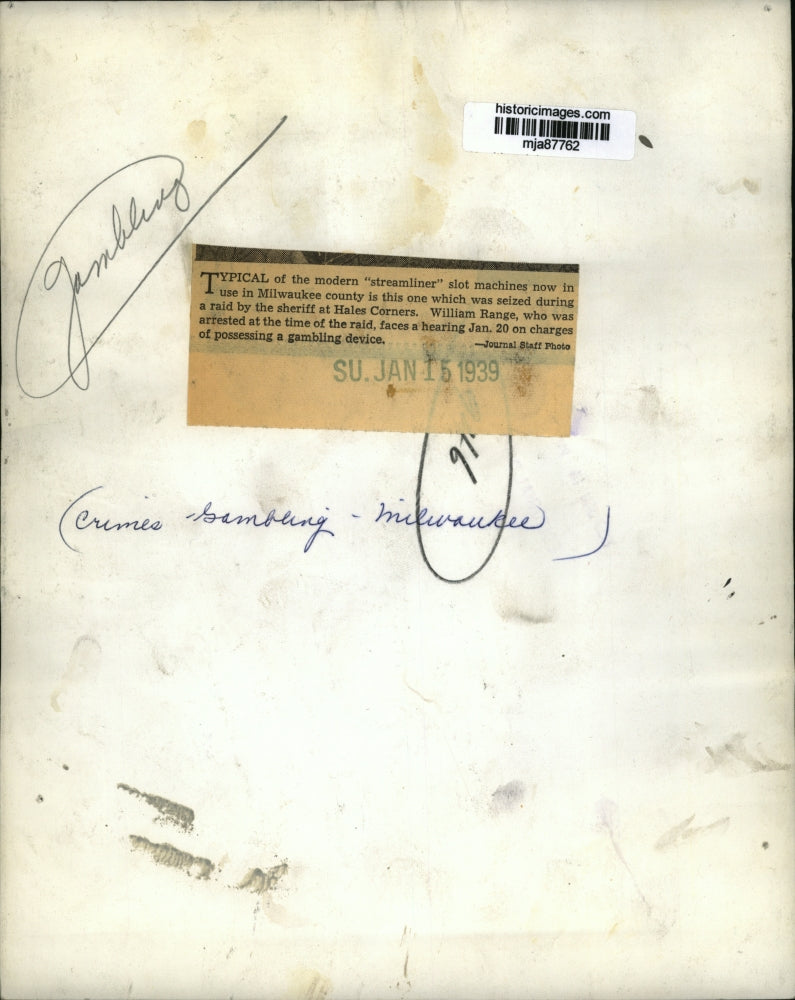 historicimages.com
mja87762
Gambling
TYPICAL of the modern "streamliner" slot machines now in
use in Milwaukee county is this one which was seized during
a raid by the sheriff at Hales Corners. William Range, who was
arrested at the time of the raid, faces a hearing Jan. 20 on charges
of possessing a gambling device. —Journal Staff Photo
SU. JAN 15 1939
(Crimes - Gambling - Milwaukee)